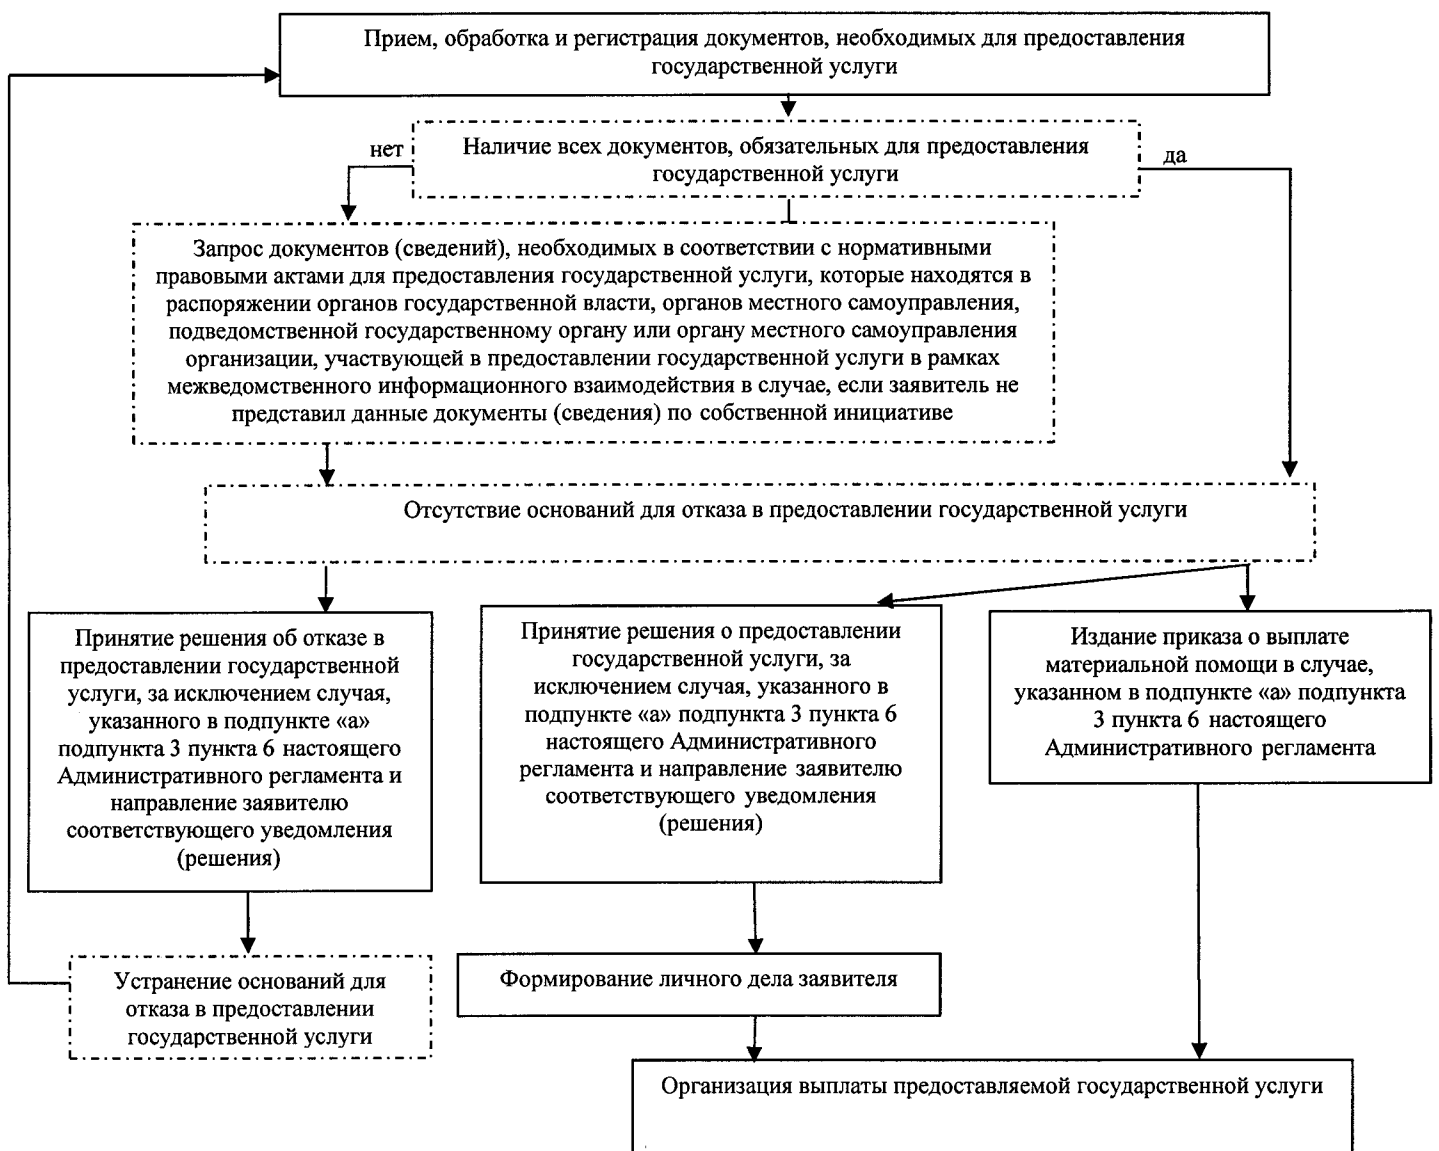 Прием, обработка и регистрация документов, необходимых для предоставления
государственной услуги
Наличие всех документов, обязательных для предоставления
государственной услуги
нет
да
Запрос документов (сведений), необходимых в соответствии с нормативными
правовыми актами для предоставления государственной услуги, которые находятся в
распоряжении органов государственной власти, органов местного самоуправления,
подведомственной государственному органу или органу местного самоуправления
организации, участвующей в предоставлении государственной услуги в рамках
межведомственного информационного взаимодействия в случае, если заявитель не
представил данные документы (сведения) по собственной инициативе
Отсутствие оснований для отказа в предоставлении государственной услуги
Принятие решения об отказе в
предоставлении государственной
услуги, за исключением случая,
указанного в подпункте «а»
подпункта 3 пункта 6 настоящего
Административного регламента и
направление заявителю
соответствующего уведомления
(решения)
Принятие решения о предоставлении
государственной услуги, за
исключением случая, указанного в
подпункте «а» подпункта 3 пункта 6
настоящего Административного
регламента и направление заявителю
соответствующего уведомления
(решения)
Издание приказа о выплате
материальной помощи в случае,
указанном в подпункте «а» подпункта
3 пункта 6 настоящего
Административного регламента
Устранение оснований для
отказа в предоставлении
государственной услуги
Формирование личного дела заявителя
Организация выплаты предоставляемой государственной услуги